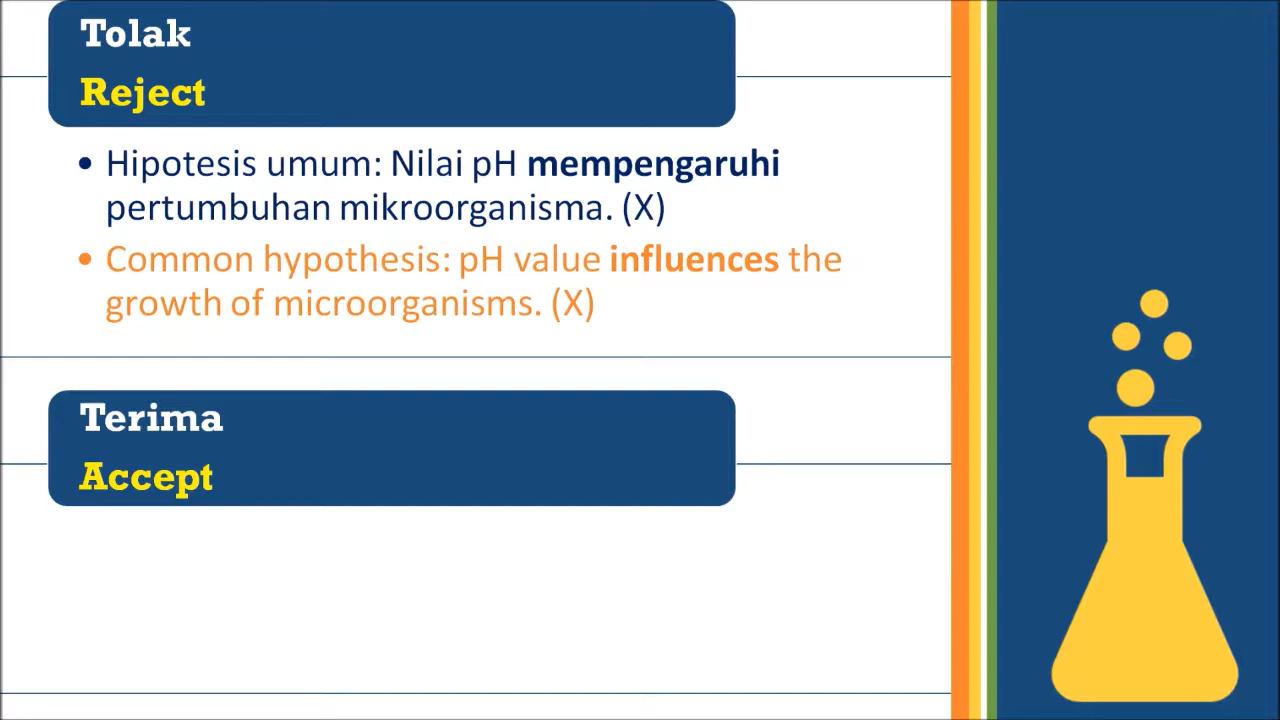 Tolak
Reject
• Hipotesis umum: Nilai pH mempengaruhi
pertumbuhan mikroorganisma. (X)
• Common hypothesis: pH value influences the
growth of microorganisms. (X)
Terima
Accept